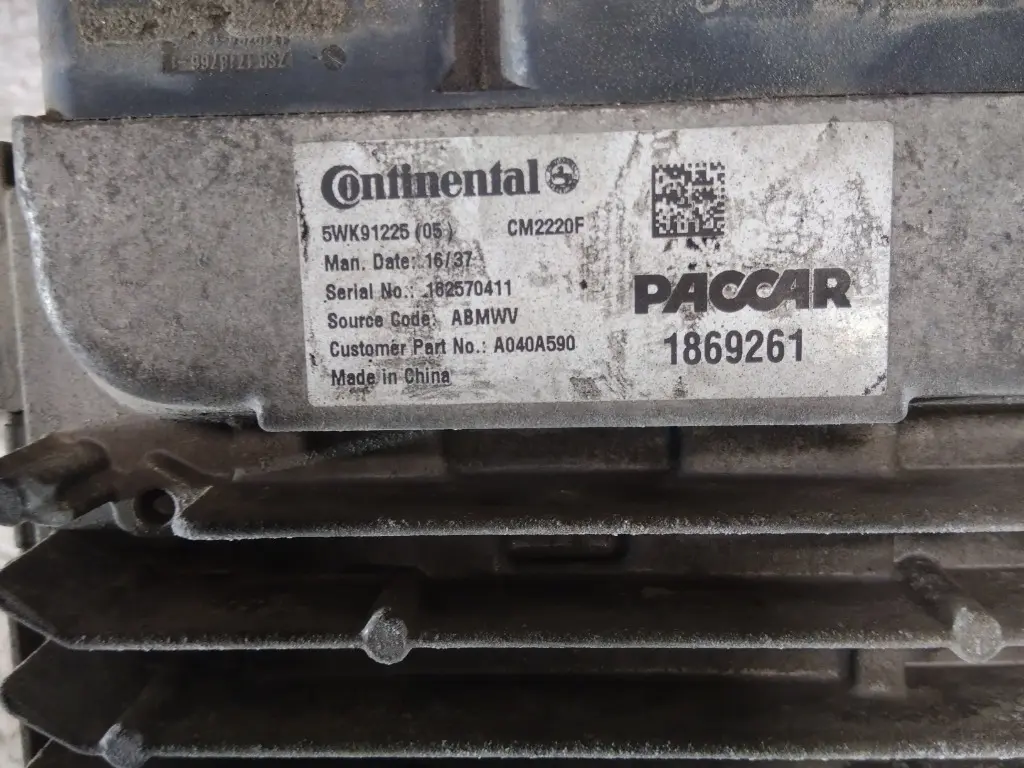 Continental
5WK91225 (05) CM2220F
Man. Date: 16/37
Serial No.: 162570411
Source Code: ABMWV
Customer Part No.: A040A590
Made in China
PACCAR
1869261